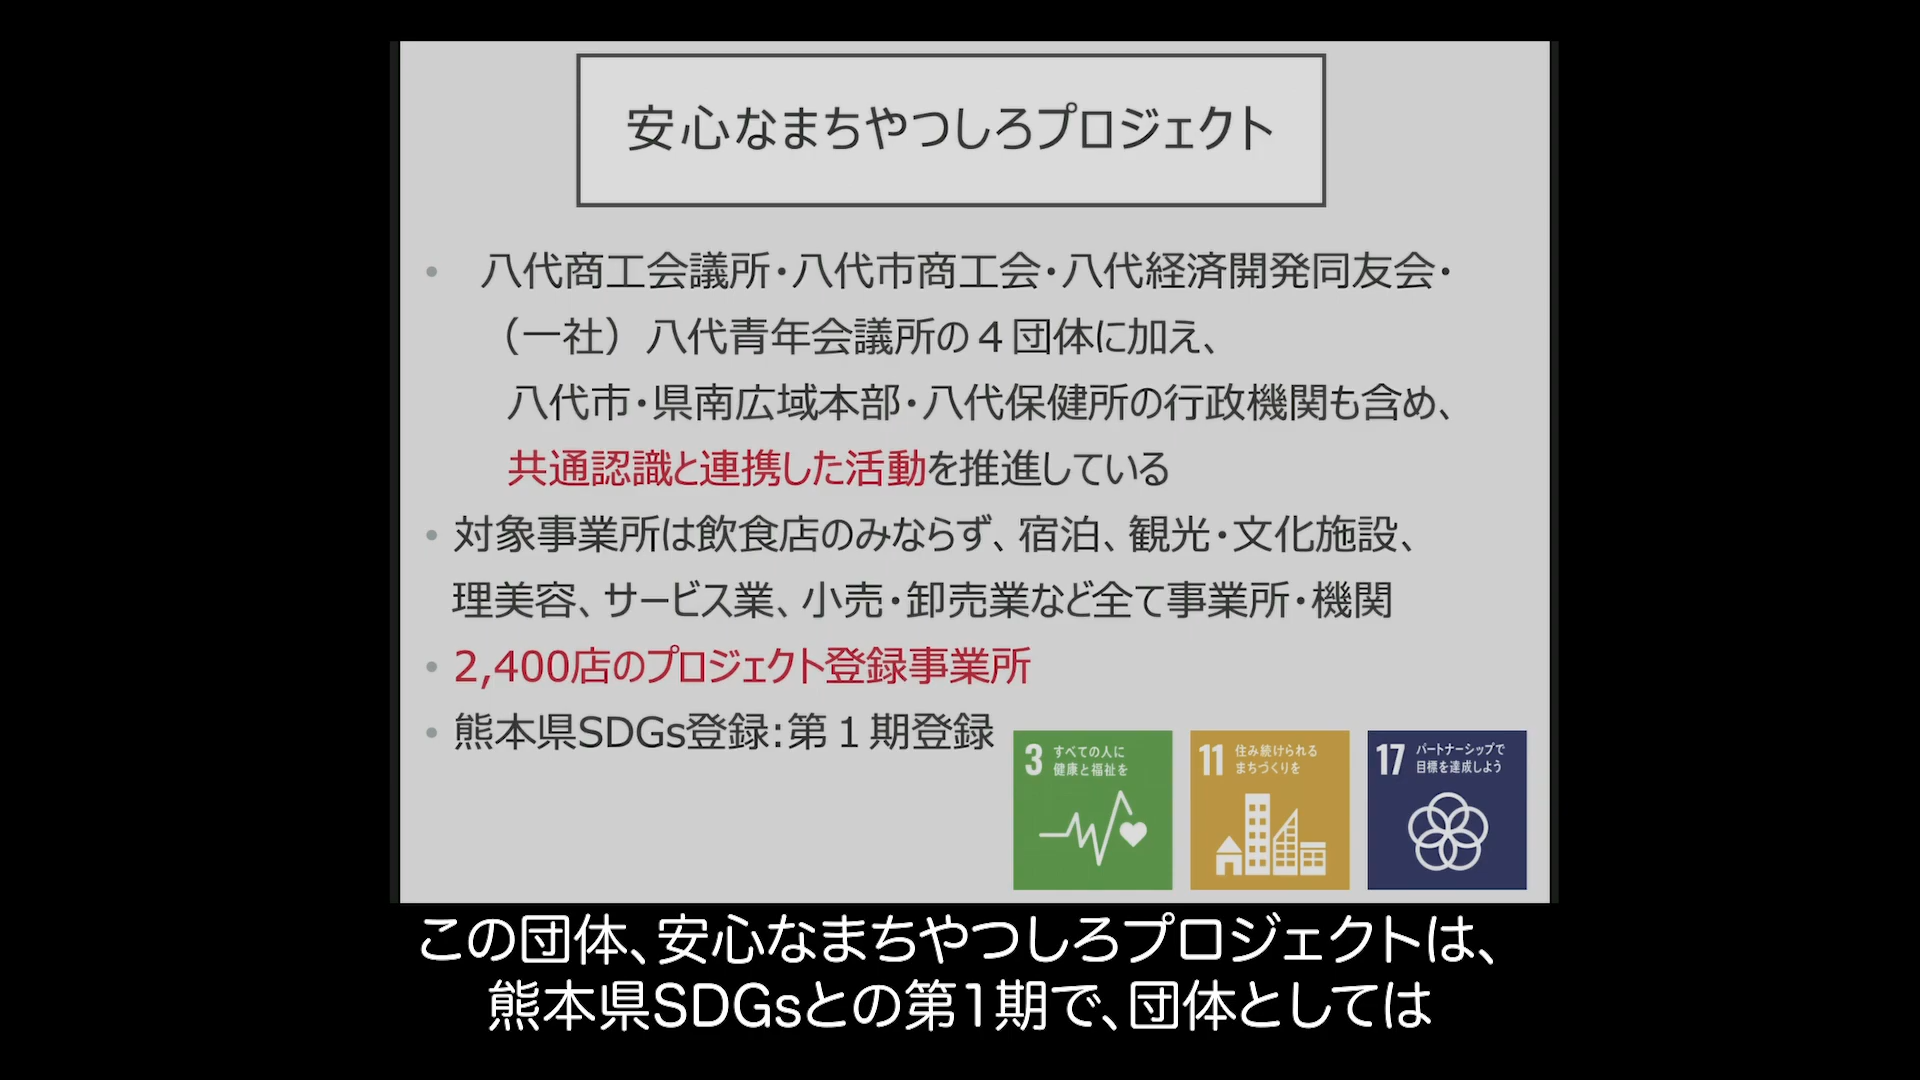 安心なまちやつしろプロジェクト
• 八代商工会議所・八代市商工会・八代経済開発同友会・
（一社）八代青年会議所の４団体に加え、
八代市・県南広域本部・八代保健所の行政機関も含め、
共通認識と連携した活動を推進している
• 対象事業所は飲食店のみならず、宿泊、観光・文化施設、
理美容、サービス業、小売・卸売業など全て事業所・機関
• 2,400店のプロジェクト登録事業所
• 熊本県SDGs登録:第１期登録
3 すべての人に
健康と福祉を
11 住み続けられる
まちづくりを
17 パートナーシップで
目標を達成しよう
この団体、安心なまちやつしろプロジェクトは、
熊本県SDGsとの第1期で、団体としては